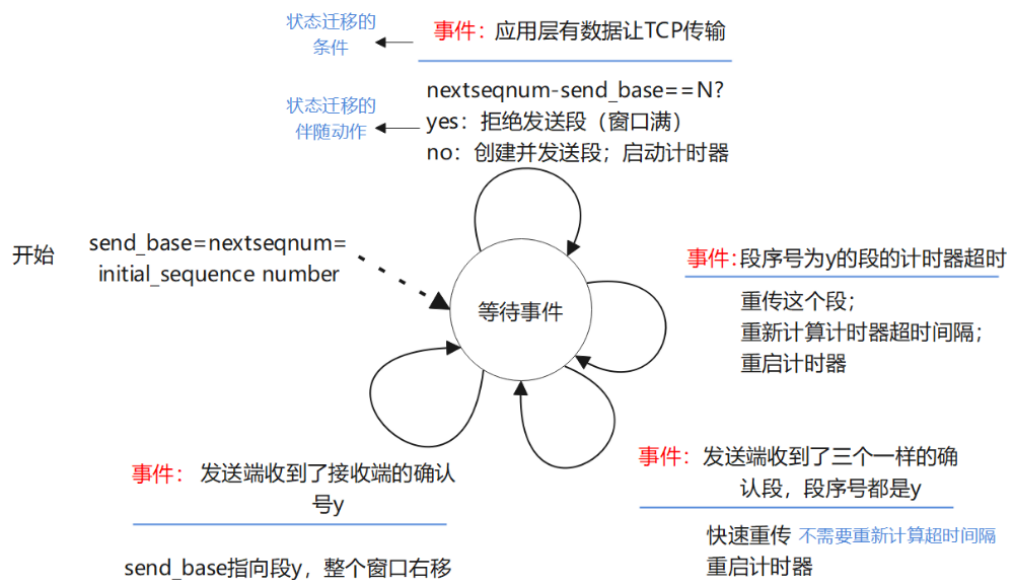 状态迁移的
条件
事件：应用层有数据让TCP传输
状态迁移的
伴随动作
nextseqnum-send_base==N?
yes：拒绝发送段（窗口满）
no：创建并发送段；启动计时器
开始
send_base=nextseqnum=
initial_sequence number
等待事件
事件:段序号为y的段的计时器超时
重传这个段；
重新计算计时器超时间隔；
重启计时器
事件： 发送端收到了接收端的确认
号y
send_base指向段y，整个窗口右移
事件： 发送端收到了三个一样的确
认段，段序号都是y
快速重传 不需要重新计算超时间隔
重启计时器